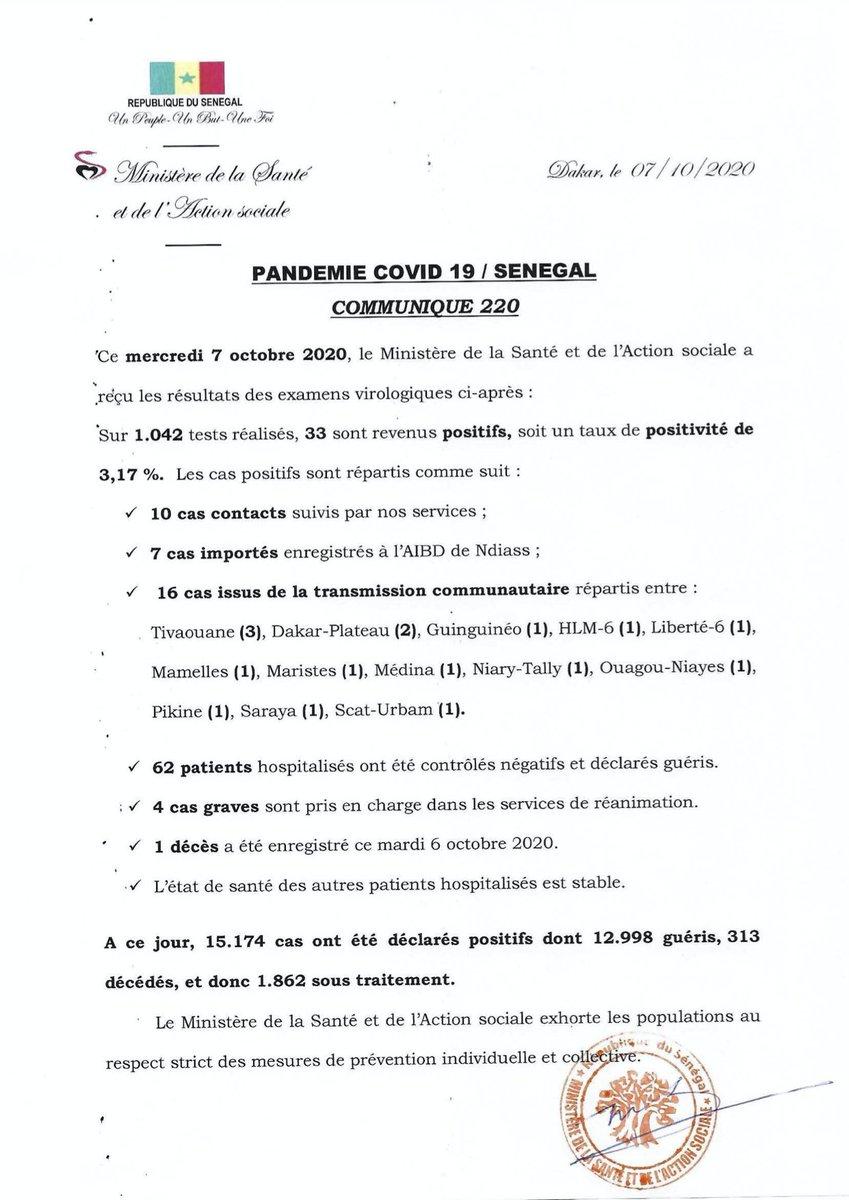 REPUBLIQUE DU SENEGAL
Un Peuple - Un But - Une Foi
Ministère de la Santé
et de l'Action sociale
Dakar, le 07/10/2020
PANDEMIE COVID 19 / SENEGAL
COMMUNIQUE 220
Ce mercredi 7 octobre 2020, le Ministère de la Santé et de l'Action sociale a
reçu les résultats des examens virologiques ci-après :
Sur 1.042 tests réalisés, 33 sont revenus positifs, soit un taux de positivité de
3,17 %. Les cas positifs sont répartis comme suit :
✓ 10 cas contacts suivis par nos services ;
✓ 7 cas importés enregistrés à l'AIBD de Ndiass ;
✓ 16 cas issus de la transmission communautaire répartis entre :
Tivaouane (3), Dakar-Plateau (2), Guinguinéo (1), HLM-6 (1), Liberté-6 (1),
Mamelles (1), Maristes (1), Médina (1), Niary-Tally (1), Ouagou-Niayes (1),
Pikine (1), Saraya (1), Scat-Urbam (1).
✓ 62 patients hospitalisés ont été contrôlés négatifs et déclarés guéris.
✓ 4 cas graves sont pris en charge dans les services de réanimation.
✓ 1 décès a été enregistré ce mardi 6 octobre 2020.
✓ L'état de santé des autres patients hospitalisés est stable.
A ce jour, 15.174 cas ont été déclarés positifs dont 12.998 guéris, 313
décédés, et donc 1.862 sous traitement.
Le Ministère de la Santé et de l'Action sociale exhorte les populations au
respect strict des mesures de prévention individuelle et collective.
République du Sénégal
MINISTÈRE DE LA SANTÉ ET DE L'ACTION SOCIALE